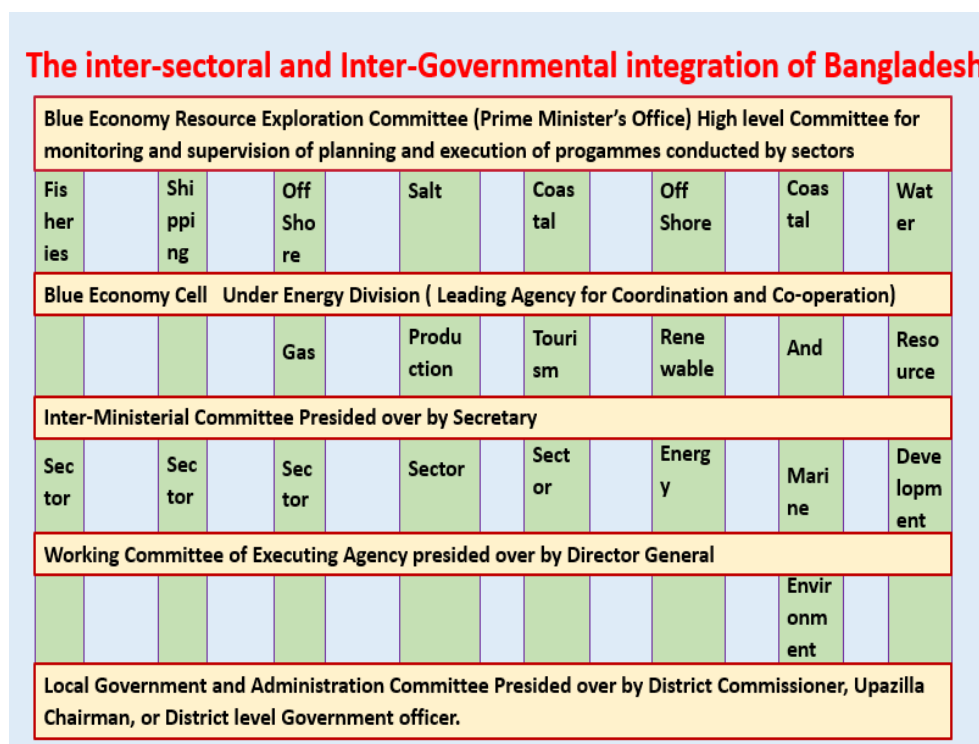 The inter-sectoral and Inter-Governmental integration of Bangladesh
Blue Economy Resource Exploration Committee (Prime Minister's Office) High level Committee for
monitoring and supervision of planning and execution of progammes conducted by sectors
Fis
her
ies
Shi
ppi
ng
Off
Sho
re
Salt
Coas
tal
Off
Shore
Coas
tal
Wat
er
Blue Economy Cell Under Energy Division ( Leading Agency for Coordination and Co-operation)
Gas
Produ
ction
Touri
sm
Rene
wable
And
Reso
urce
Inter-Ministerial Committee Presided over by Secretary
Sec
tor
Sec
tor
Sec
tor
Sector
Sect
or
Energ
y
Mari
ne
Deve
lopm
ent
Working Committee of Executing Agency presided over by Director General
Envir
onm
ent
Local Government and Administration Committee Presided over by District Commissioner, Upazilla
Chairman, or District level Government officer.